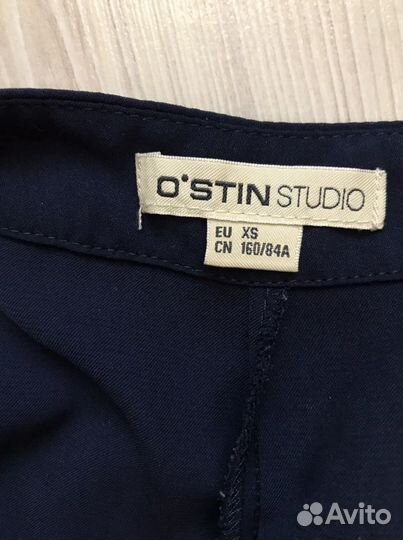 O'STIN STUDIO
EU XS
CN 160/84A
Avito